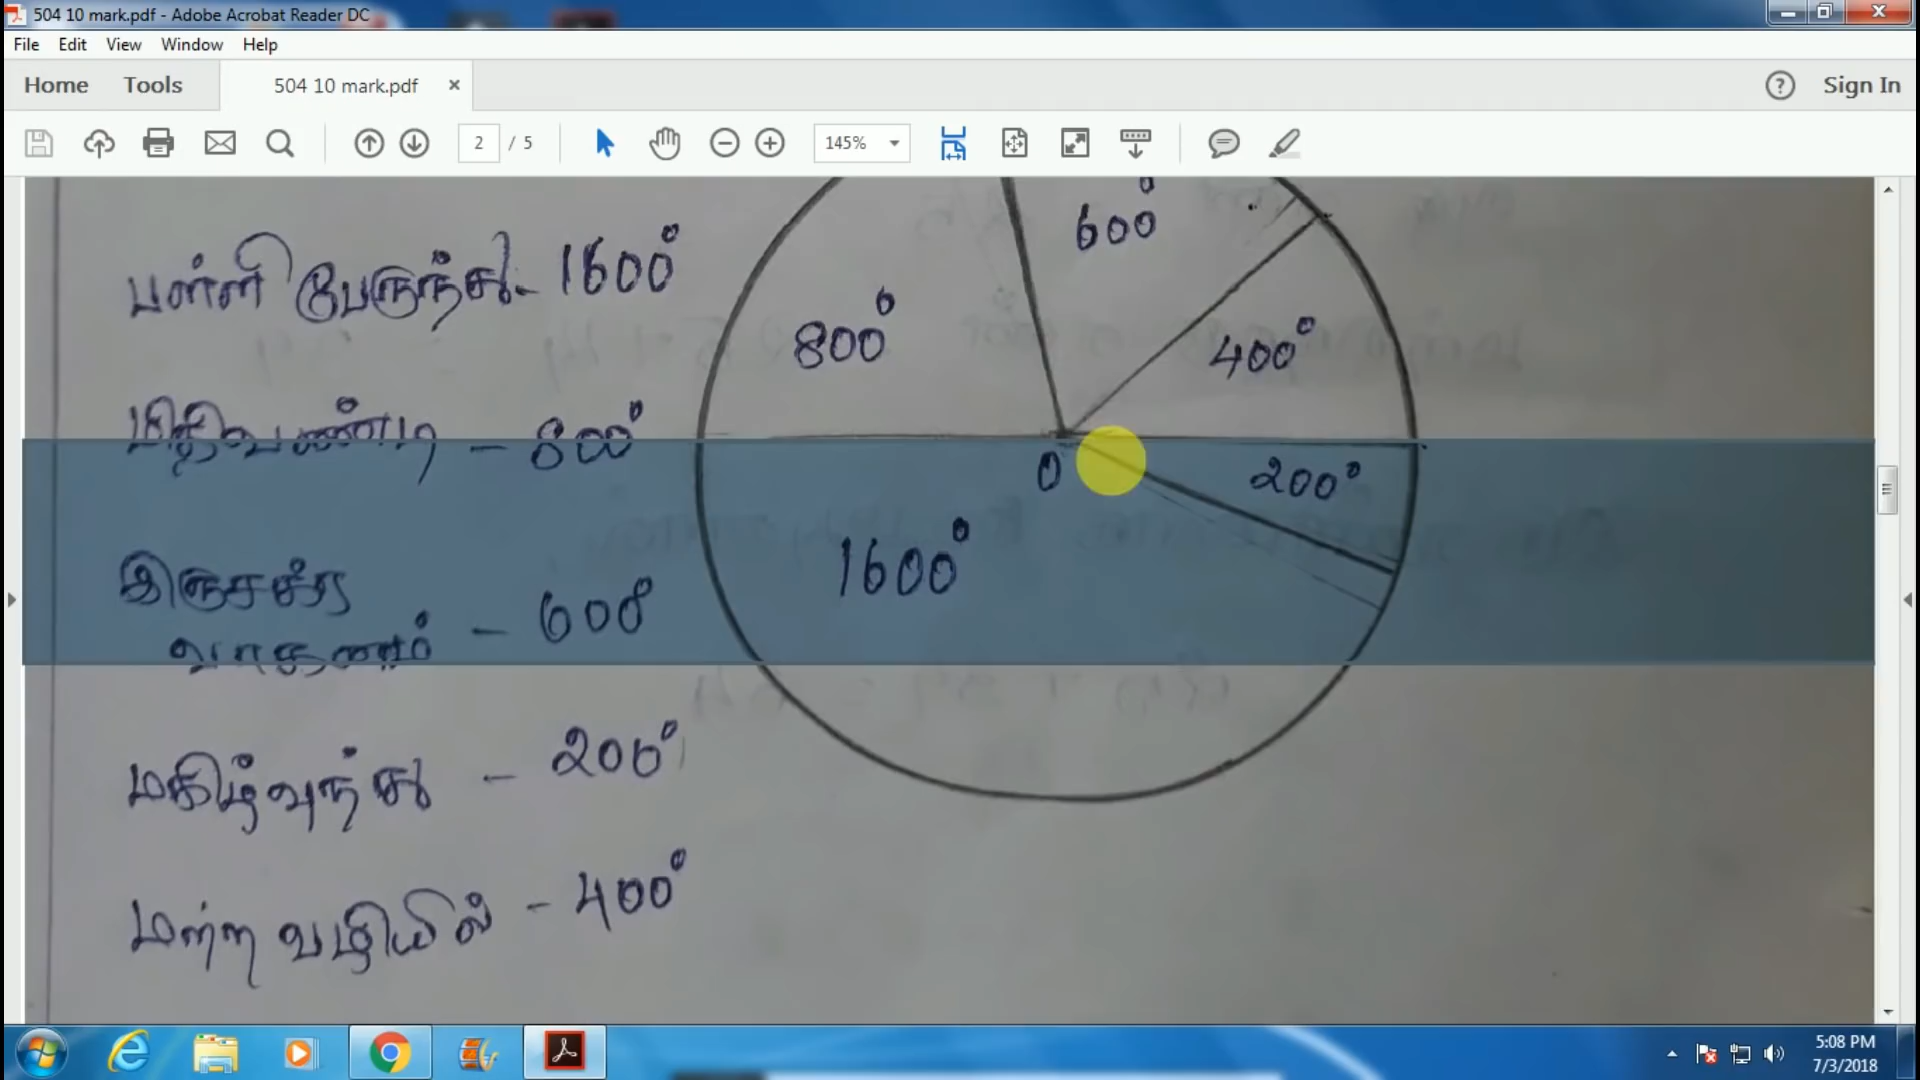 504 10 mark.pdf - Adobe Acrobat Reader DC
File Edit View Window Help
Home Tools 504 10 mark.pdf × ? Sign In
2 / 5 145%
பள்ளி பேருந்து - 1600°
மிதிவண்டி - 800°
இருசக்கர
வாகனம் - 600°
மகிழ்வுந்து - 200°
மற்ற வழியில் - 400°
600°
800°
400°
O
200°
1600°
5:08 PM
7/3/2018